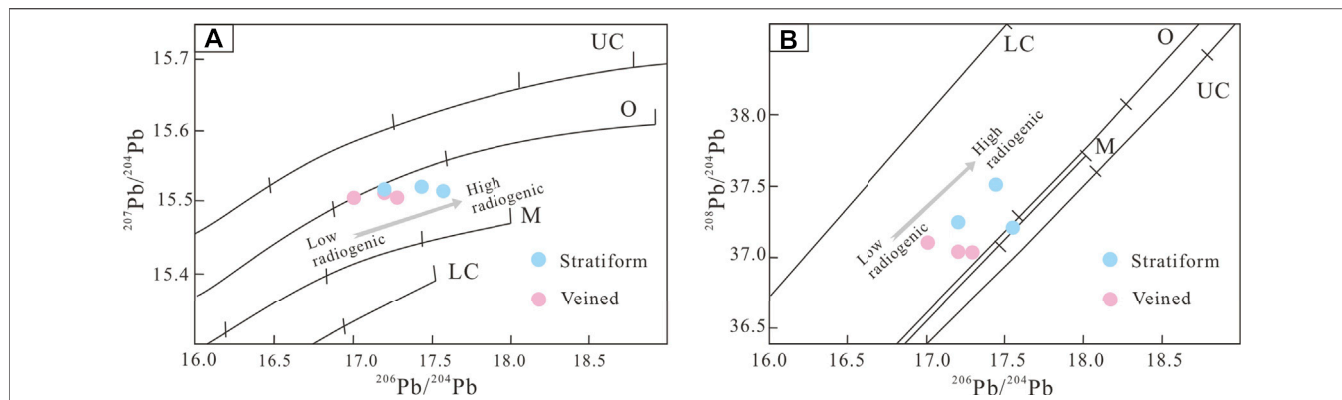 A
UC
O
M
LC
High
radiogenic
Low
radiogenic
Stratiform
Veined
15.7
15.6
15.5
15.4
²⁰⁷Pb/²⁰⁴Pb
16.0
16.5
17.0
17.5
18.0
18.5
²⁰⁶Pb/²⁰⁴Pb
B
LC
O
UC
M
High
radiogenic
Low
radiogenic
Stratiform
Veined
38.0
37.5
37.0
36.5
²⁰⁸Pb/²⁰⁴Pb
16.0
16.5
17.0
17.5
18.0
18.5
²⁰⁶Pb/²⁰⁴Pb